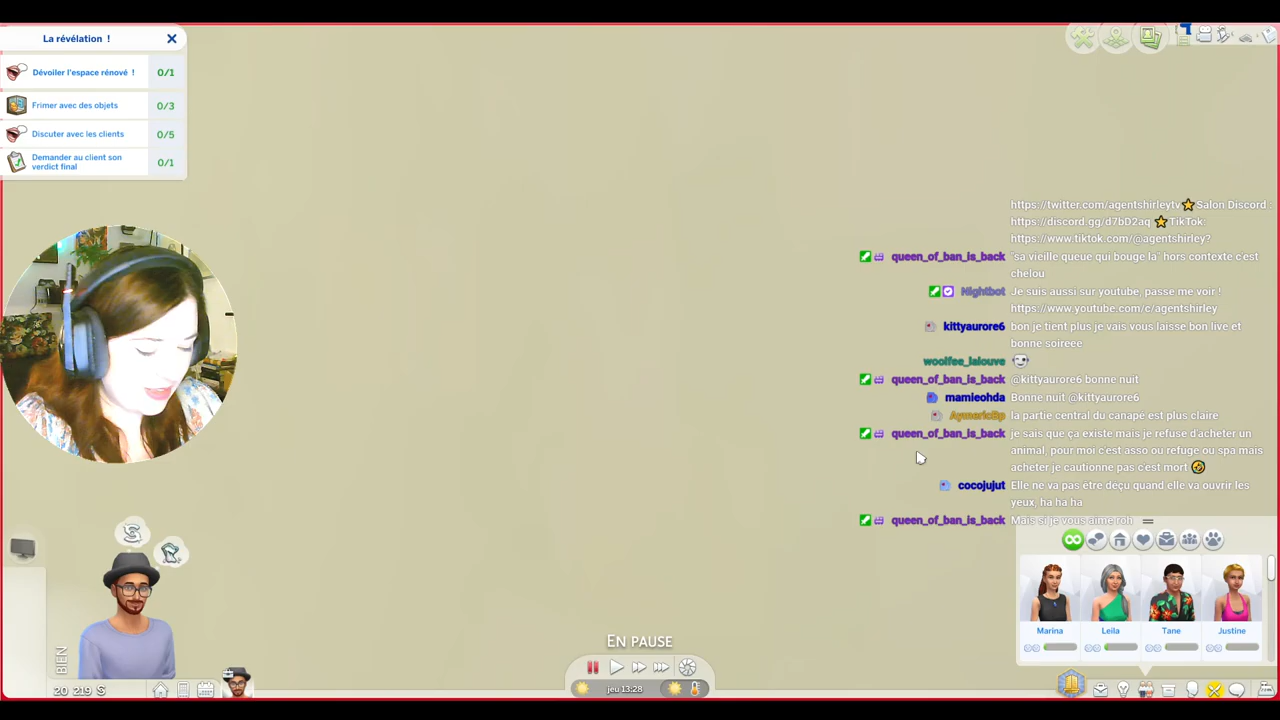 La révélation !
Dévoiler l'espace rénové !
0/1
Frimer avec des objets
0/3
Discuter avec les clients
0/5
Demander au client son
verdict final
0/1
https://twitter.com/agentshirleytv⭐Salon Discord :
https://discord.gg/d7bD2aq ⭐TikTok:
https://www.tiktok.com/@agentshirley?
queen_of_ban_is_back "sa vieille queue qui bouge la" hors contexte c'est
chelou
Nightbot Je suis aussi sur youtube, passe me voir !
https://www.youtube.com/c/agentshirley
kittyaurore6 bon je tient plus je vais vous laisse bon live et
bonne soireee
woolfee_lalouve
queen_of_ban_is_back @kittyaurore6 bonne nuit
mamieohda Bonne nuit @kittyaurore6
AymericBp la partie central du canapé est plus claire
queen_of_ban_is_back je sais que ça existe mais je refuse d'acheter un
animal, pour moi c'est asso ou refuge ou spa mais
acheter je cautionne pas c'est mort 🤣
cocojujut Elle ne va pas être déçu quand elle va ouvrir les
yeux, ha ha ha
queen_of_ban_is_back Mais si je vous aime roh
Marina
Leila
Tane
Justine
BIEN
EN PAUSE
20 219 $
jeu 13:28